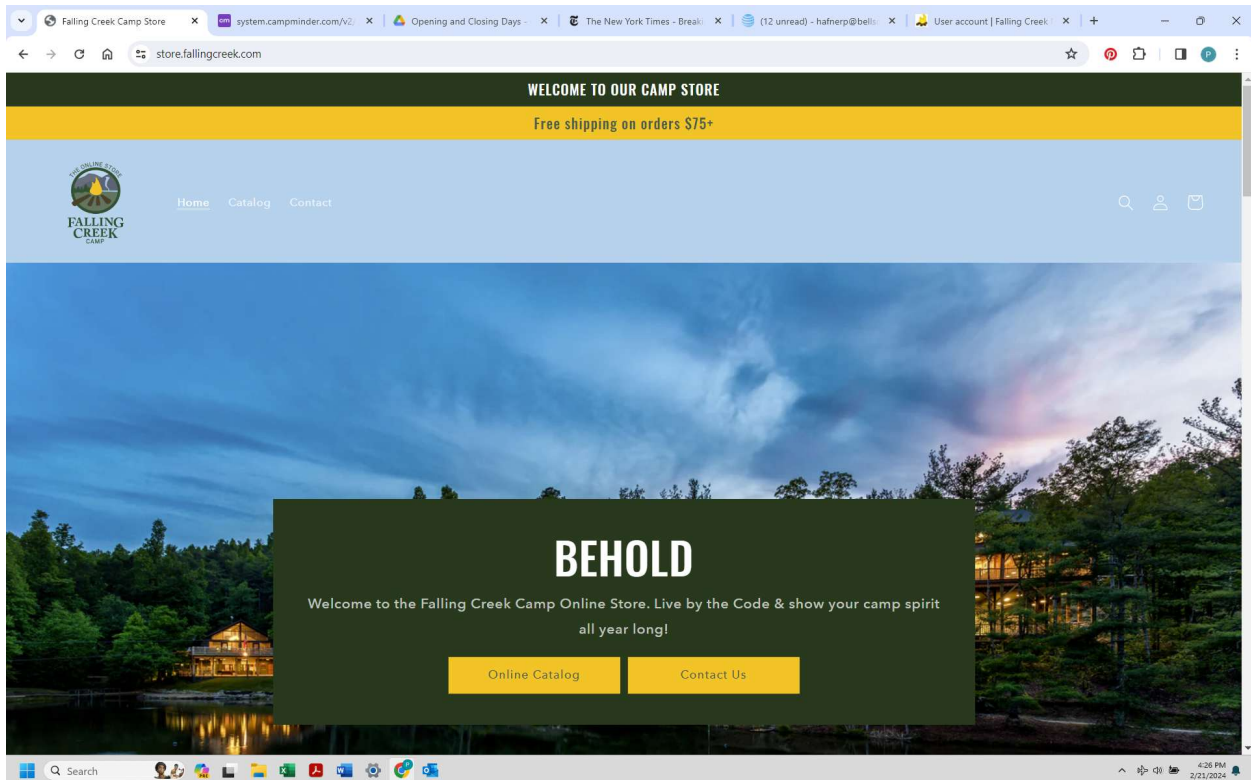 Falling Creek Camp Store
system.campminder.com/v2/
Opening and Closing Days -
The New York Times - Breaki
(12 unread) - hafnerp@bells
User account | Falling Creek
store.fallingcreek.com
P
WELCOME TO OUR CAMP STORE
Free shipping on orders $75+
THE ONLINE STORE
FALLING
CREEK
CAMP
Home Catalog Contact
BEHOLD
Welcome to the Falling Creek Camp Online Store. Live by the Code & show your camp spirit
all year long!
Online Catalog Contact Us
Search
4:26 PM
2/21/2024